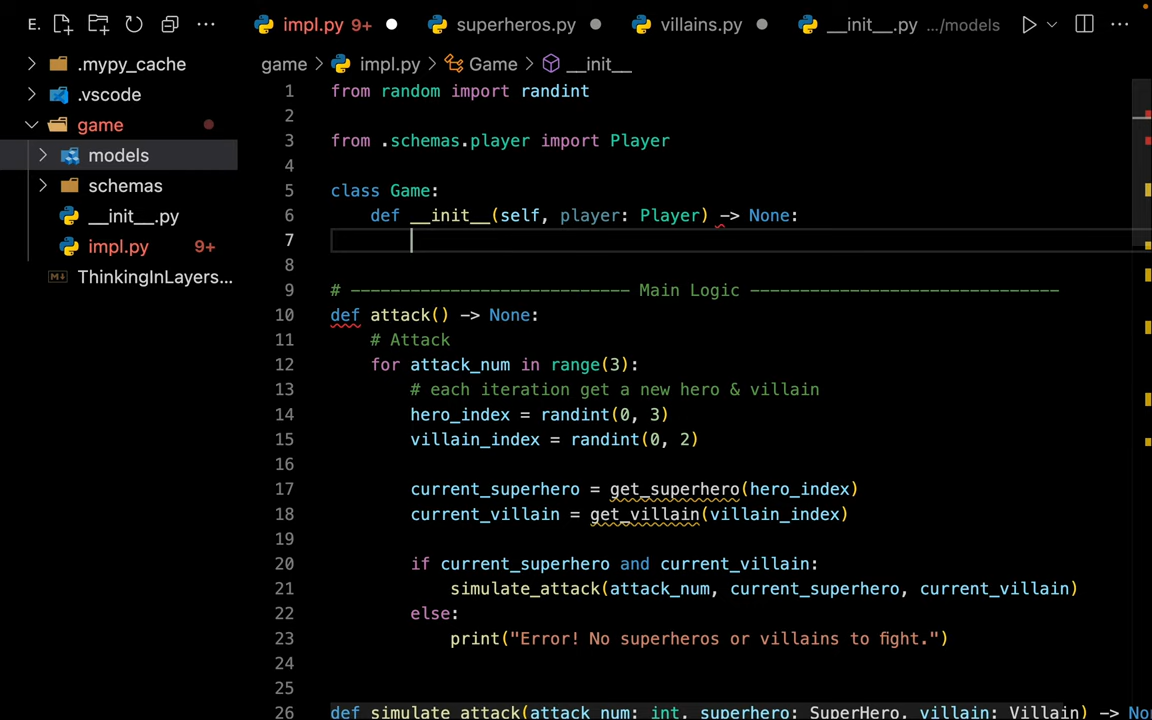 E.
impl.py 9+
superheros.py
villains.py
__init__.py .../models
.mypy_cache
.vscode
game
models
schemas
__init__.py
impl.py 9+
ThinkingInLayers...
game > impl.py > Game > __init__
1 from random import randint
2
3 from .schemas.player import Player
4
5 class Game:
6 def __init__(self, player: Player) -> None:
7
8
9 # ---------------------------- Main Logic -------------------------------
10 def attack() -> None:
11 # Attack
12 for attack_num in range(3):
13 # each iteration get a new hero & villain
14 hero_index = randint(0, 3)
15 villain_index = randint(0, 2)
16
17 current_superhero = get_superhero(hero_index)
18 current_villain = get_villain(villain_index)
19
20 if current_superhero and current_villain:
21 simulate_attack(attack_num, current_superhero, current_villain)
22 else:
23 print("Error! No superheros or villains to fight.")
24
25
26 def simulate_attack(attack_num: int, superhero: SuperHero, villain: Villain) -> No